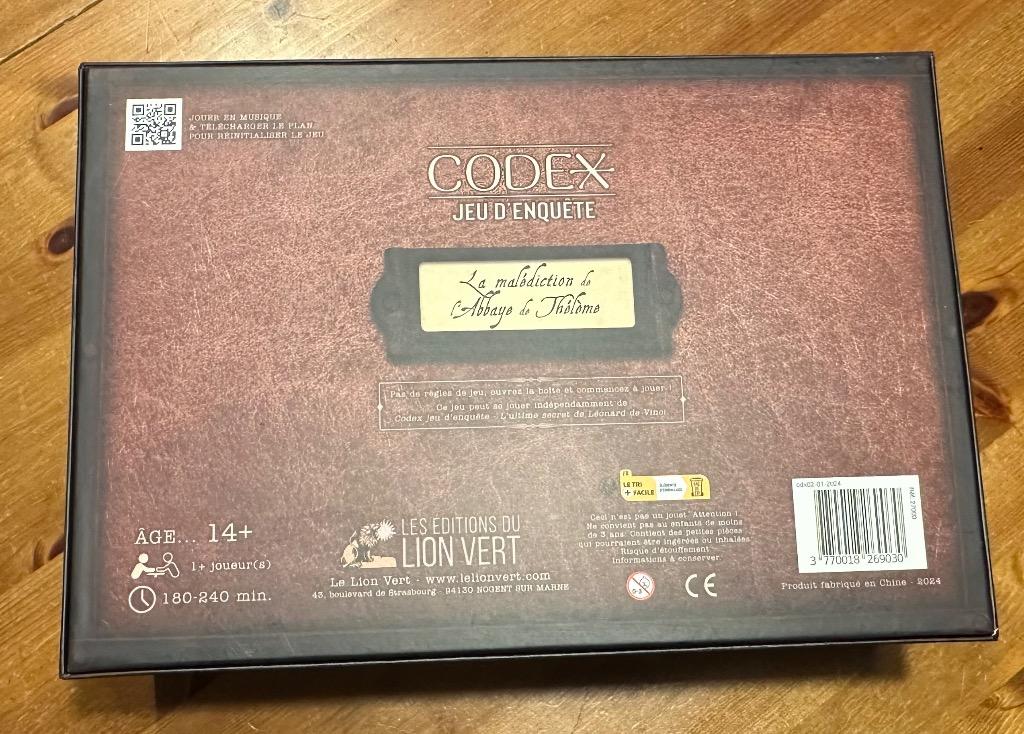 JOUER EN MUSIQUE
& TÉLÉCHARGER LE PLAN
POUR RÉINITIALISER LE JEU
CODEX
JEU D'ENQUÊTE
La malédiction de
l'Abbaye de Thélème
Pas de règles de jeu, ouvrez la boîte et commencez à jouer !
Ce jeu peut se jouer indépendamment de
Codex jeu d'enquête - L'ultime secret de Léonard de Vinci
ÂGE... 14+
1+ joueur(s)
180-240 min.
LES EDITIONS DU
LION VERT
Le Lion Vert - www.lelionvert.com
43, boulevard de Strasbourg - 94130 NOGENT SUR MARNE
FR
LE TRI
+ FACILE
Ceci n'est pas un jouet. Attention !
Ne convient pas au enfants de moins
de 3 ans. Contient des petites pièces
qui pourraient être ingérées ou inhalées
Risque d'étouffement
Informations à conserver.
0-3
CE
cdx02-01-2024
3 770018 269030
Produit fabriqué en Chine - 2024